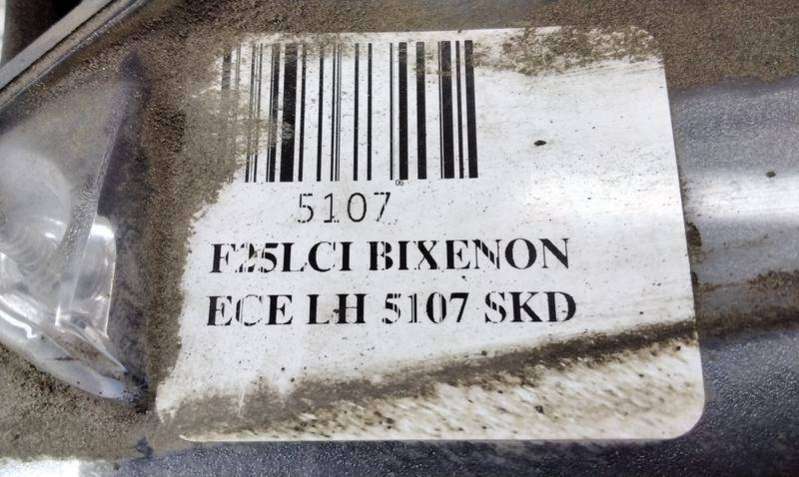 5107
F25LCI BIXENON
ECE LH 5107 SKD